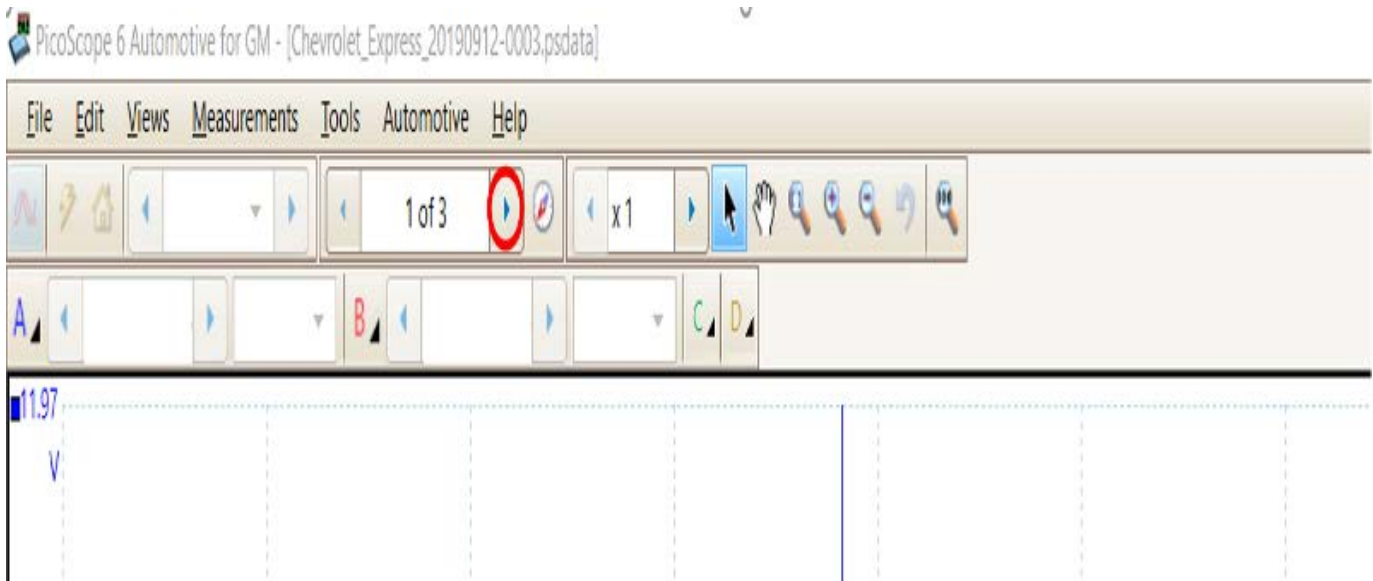 PicoScope 6 Automotive for GM - [Chevrolet_Express_20190912-0003.psdata]
File Edit Views Measurements Tools Automotive Help
1 of 3 x 1
A B C D
11.97
V